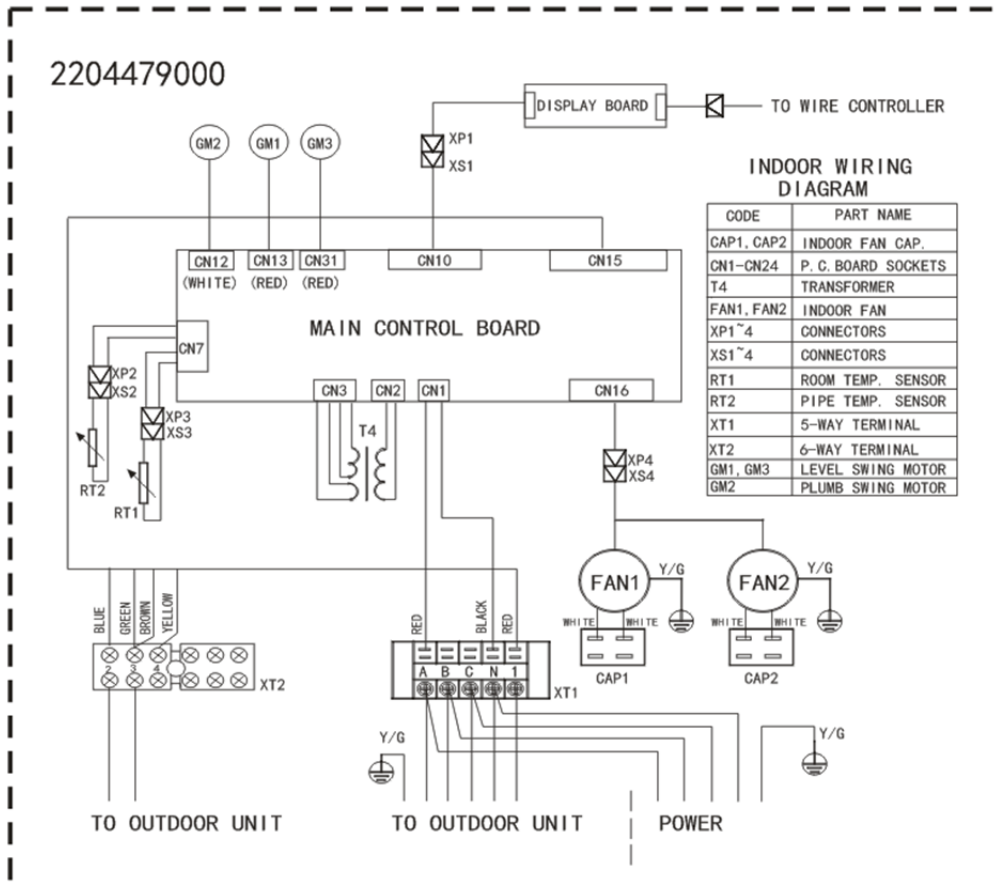 2204479000
DISPLAY BOARD
TO WIRE CONTROLLER
XP1
XS1
GM2
GM1
GM3
INDOOR WIRING
DIAGRAM
CODE PART NAME
CAP1, CAP2 INDOOR FAN CAP.
CN1-CN24 P.C.BOARD SOCKETS
T4 TRANSFORMER
FAN1, FAN2 INDOOR FAN
XP1~4 CONNECTORS
XS1~4 CONNECTORS
RT1 ROOM TEMP. SENSOR
RT2 PIPE TEMP. SENSOR
XT1 5-WAY TERMINAL
XT2 6-WAY TERMINAL
GM1, GM3 LEVEL SWING MOTOR
GM2 PLUMB SWING MOTOR
CN12 CN13 CN31 CN10 CN15
(WHITE) (RED) (RED)
MAIN CONTROL BOARD
CN7
CN3 CN2 CN1 CN16
XP2
XS2
XP3
XS3
T4
XP4
XS4
RT2
RT1
FAN1
Y/G
FAN2
Y/G
BLUE
GREEN
BROWN
YELLOW
RED
BLACK
RED
WHITE WHITE
WHITE WHITE
CAP1
CAP2
2 3 4
XT2
A B C N 1
XT1
Y/G
Y/G
TO OUTDOOR UNIT
TO OUTDOOR UNIT
POWER